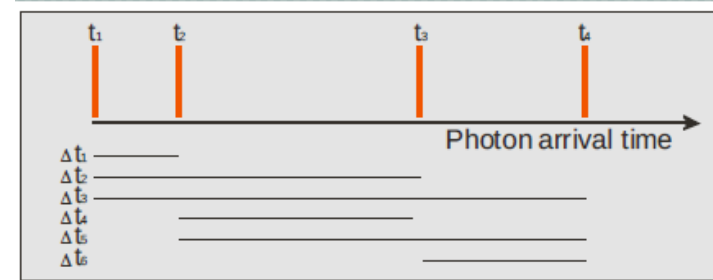 t₁ t₂ t₃ t₄
Photon arrival time
Δt₁
Δt₂
Δt₃
Δt₄
Δt₅
Δt₆